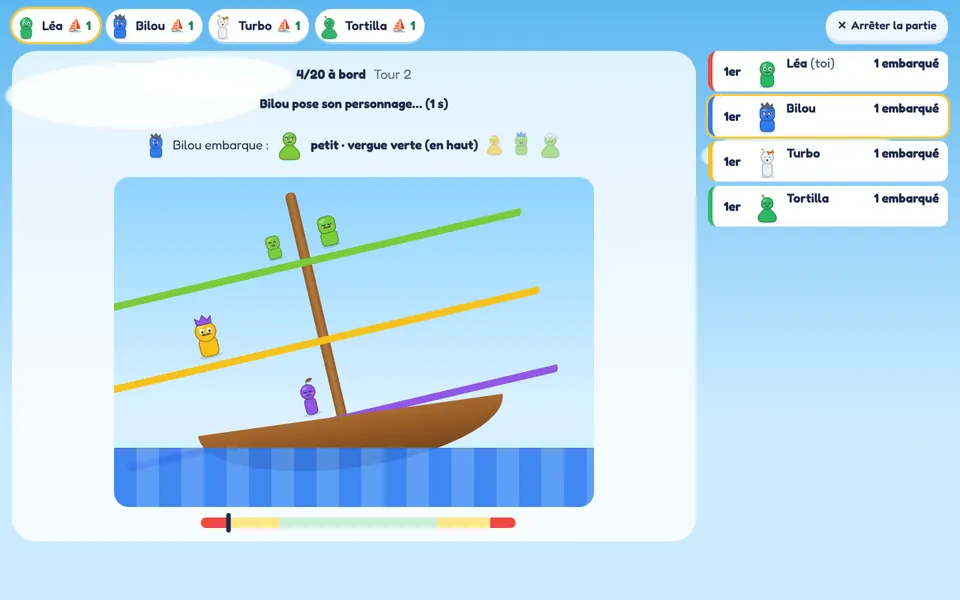 Léa 1 Bilou 1 Turbo 1 Tortilla 1
✕ Arrêter la partie
4/20 à bord Tour 2
Bilou pose son personnage... (1 s)
Bilou embarque : petit · vergue verte (en haut)
1er Léa (toi) 1 embarqué
1er Bilou 1 embarqué
1er Turbo 1 embarqué
1er Tortilla 1 embarqué